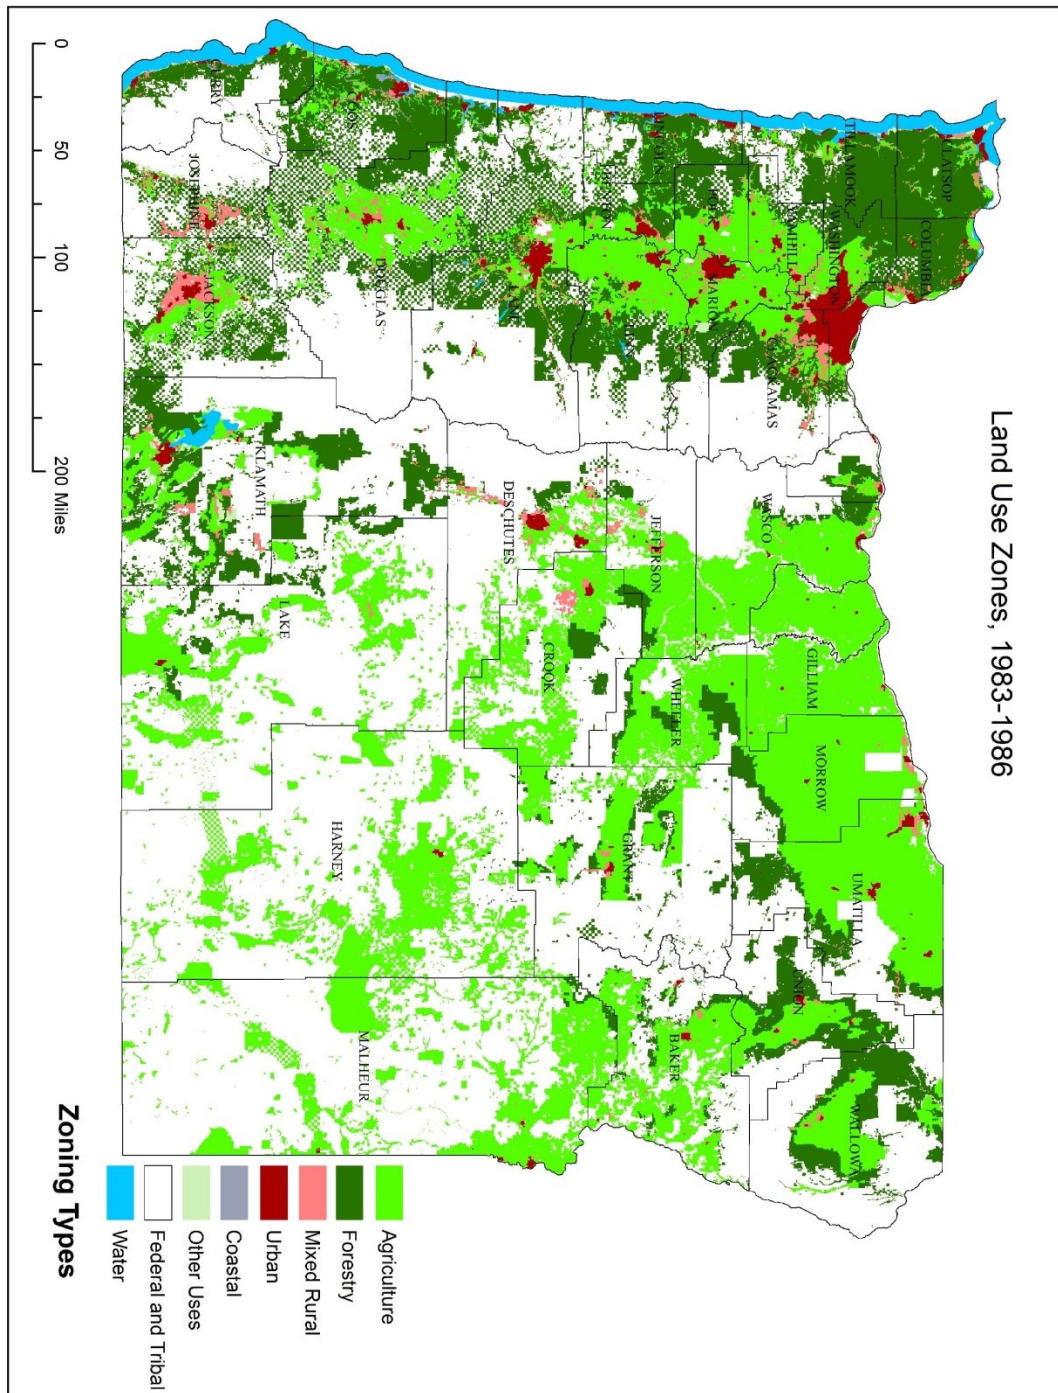 Land Use Zones, 1983-1986
CLATSOP
COLUMBIA
TILLAMOOK
WASHINGTON
YAMHILL
CLACKAMAS
POLK
MARION
LINCOLN
BENTON
LINN
LANE
DOUGLAS
COOS
CURRY
JOSEPHINE
JACKSON
KLAMATH
LAKE
DESCHUTES
JEFFERSON
CROOK
WASCO
GILLIAM
WHEELER
MORROW
UMATILLA
UNION
WALLOWA
BAKER
GRANT
HARNEY
MALHEUR
0 50 100 200 Miles
Zoning Types
Agriculture
Forestry
Mixed Rural
Urban
Coastal
Other Uses
Federal and Tribal
Water